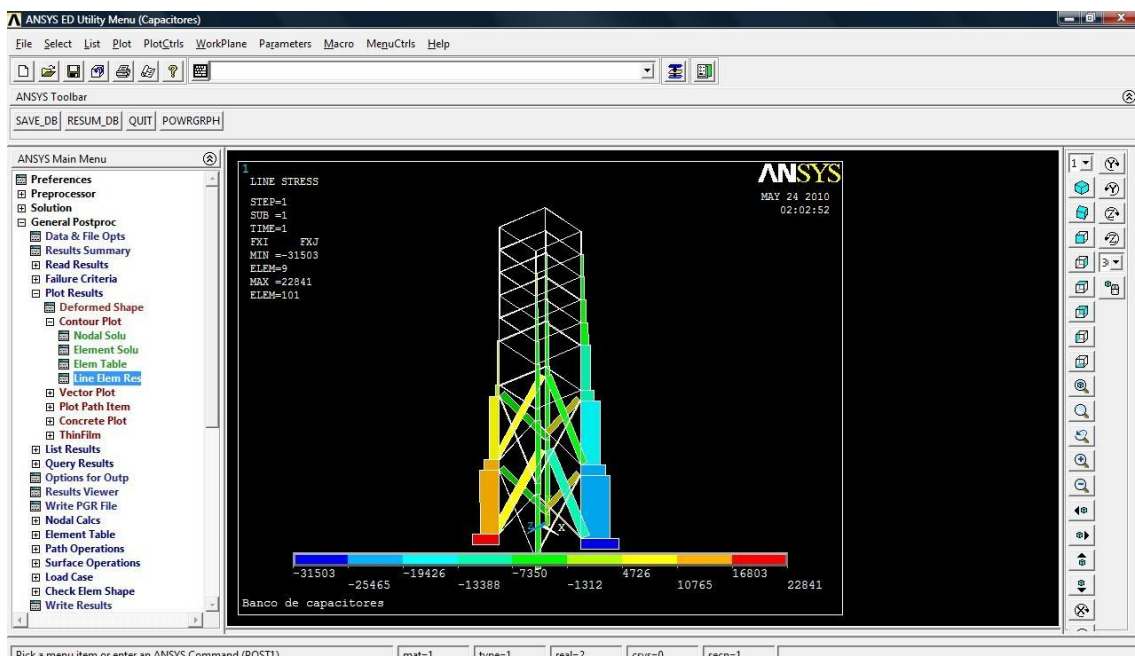 ANSYS ED Utility Menu (Capacitores)
File Select List Plot PlotCtrls WorkPlane Parameters Macro MenuCtrls Help
ANSYS Toolbar
SAVE_DB RESUM_DB QUIT POWRGRPH
ANSYS Main Menu
Preferences
Preprocessor
Solution
General Postproc
Data & File Opts
Results Summary
Read Results
Failure Criteria
Plot Results
Deformed Shape
Contour Plot
Nodal Solu
Element Solu
Elem Table
Line Elem Res
Vector Plot
Plot Path Item
Concrete Plot
ThinFilm
List Results
Query Results
Options for Outp
Results Viewer
Write PGR File
Nodal Calcs
Element Table
Path Operations
Surface Operations
Load Case
Check Elem Shape
Write Results
1
LINE STRESS
STEP=1
SUB =1
TIME=1
FXI FXJ
MIN =-31503
ELEM=9
MAX =22841
ELEM=101
ANSYS
MAY 24 2010
02:02:52
Z X
-31503 -19426 -7350 4726 16803
-25465 -13388 -1312 10765 22841
Banco de capacitores
1
3
Pick a menu item or enter an ANSYS Command (POST1) mat=1 type=1 real=2 csys=0 secn=1